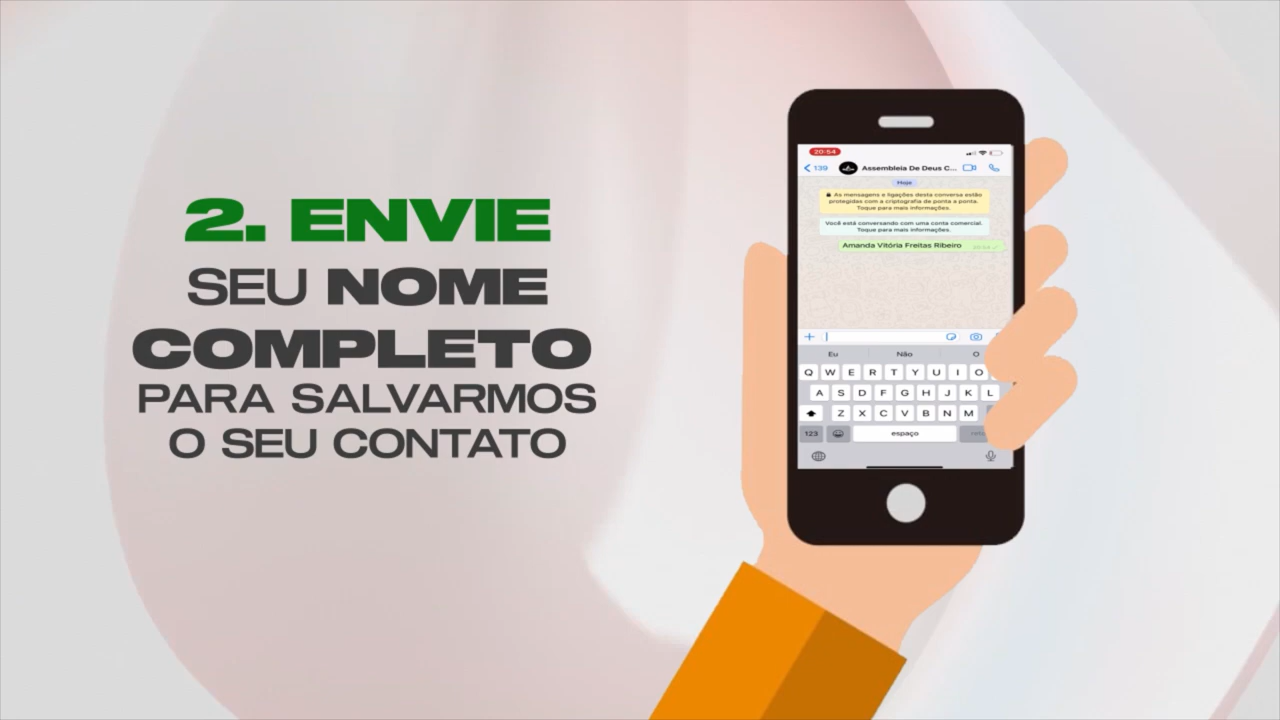 2. ENVIE
SEU NOME
COMPLETO
PARA SALVARMOS
O SEU CONTATO
20:54
139
Assembleia De Deus C...
Hoje
As mensagens e ligações desta conversa estão
protegidas com a criptografia de ponta a ponta.
Toque para mais informações.
Você está conversando com uma conta comercial.
Toque para mais informações.
Amanda Vitória Freitas Ribeiro 20:54
Eu Não O
Q W E R T Y U I O
A S D F G H J K L
Z X C V B N M
123 espaço